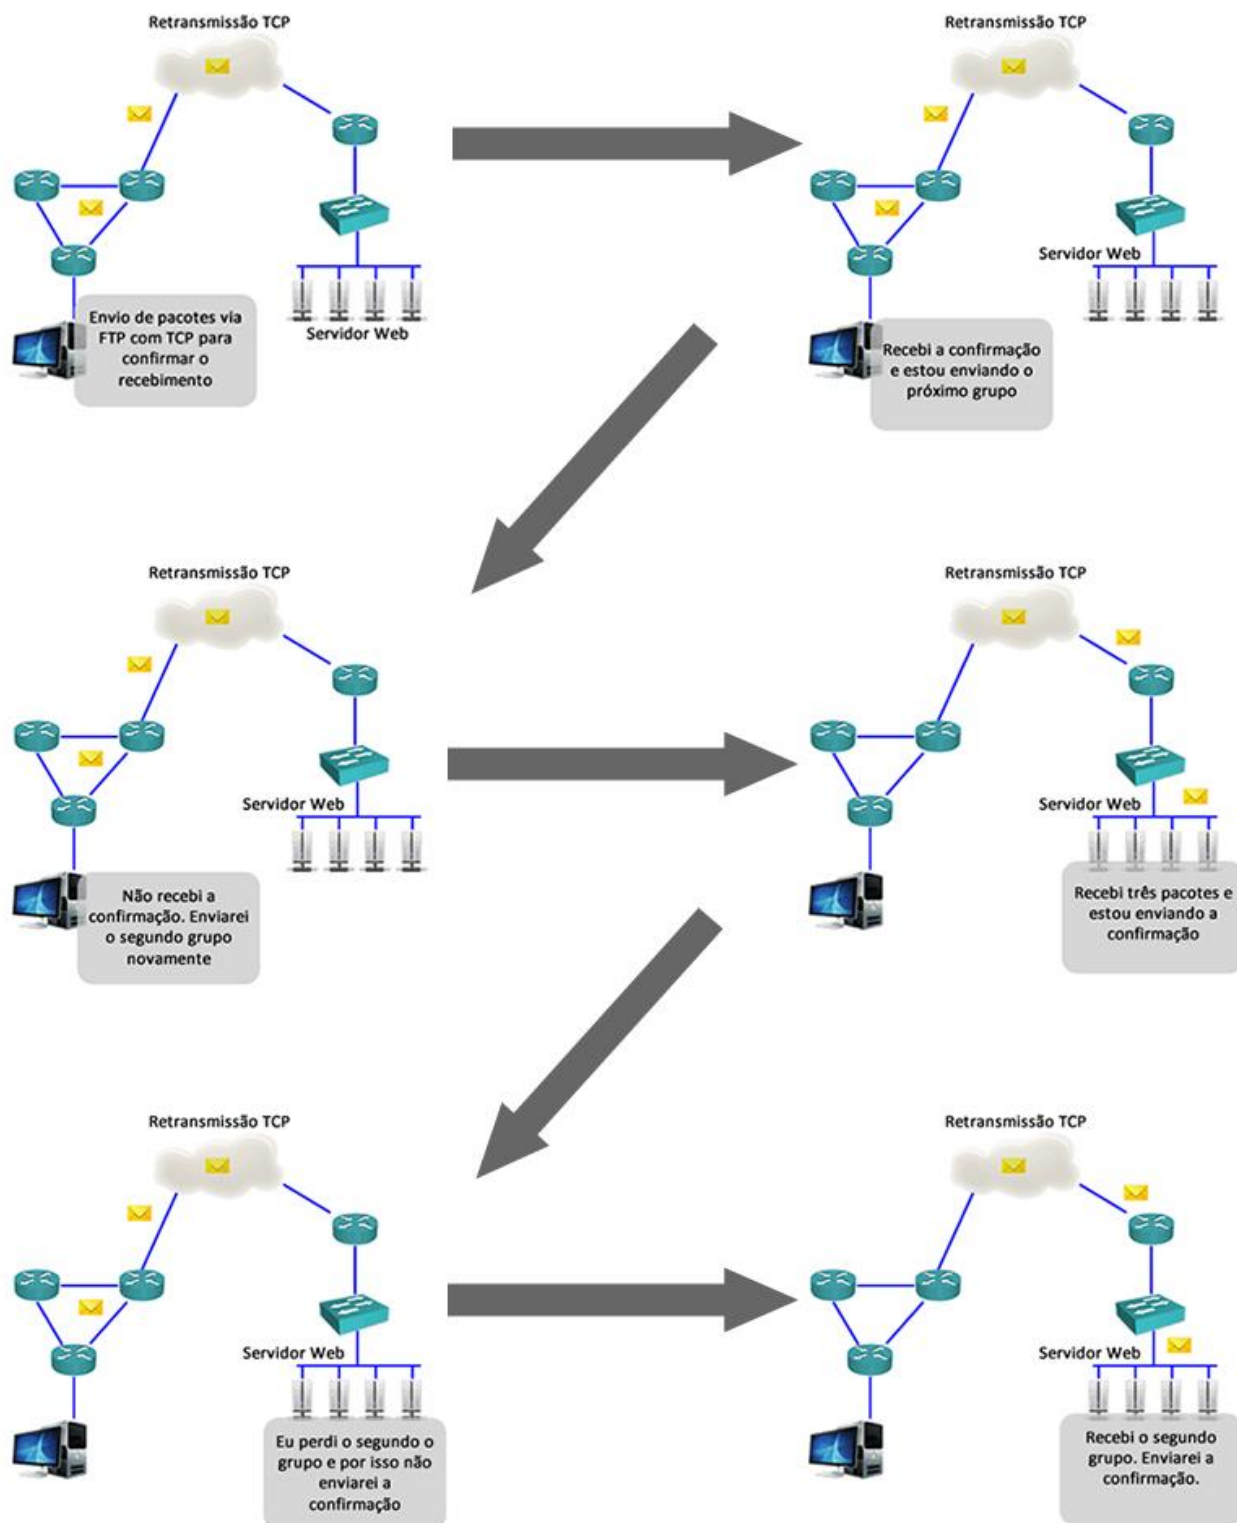 Retransmissão TCP
Envio de pacotes via
FTP com TCP para
confirmar o
recebimento
Servidor Web
Retransmissão TCP
Servidor Web
Recebi a confirmação
e estou enviando o
próximo grupo
Retransmissão TCP
Servidor Web
Não recebi a
confirmação. Enviarei
o segundo grupo
novamente
Retransmissão TCP
Servidor Web
Recebi três pacotes e
estou enviando a
confirmação
Retransmissão TCP
Servidor Web
Eu perdi o segundo o
grupo e por isso não
enviarei a
confirmação
Retransmissão TCP
Servidor Web
Recebi o segundo
grupo. Enviarei a
confirmação.